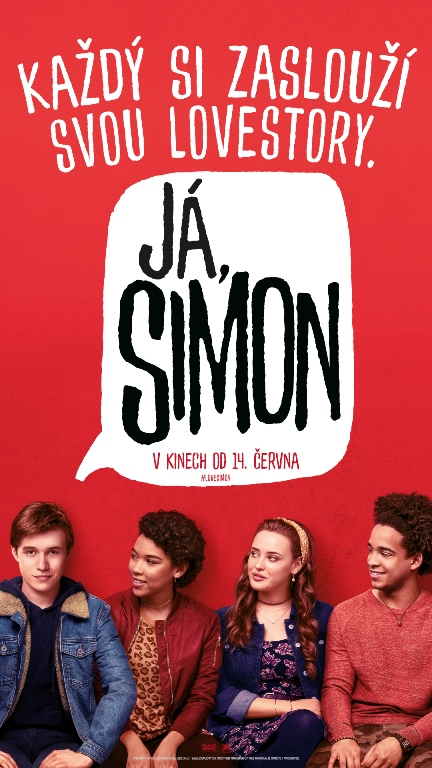 KAŽDÝ SI ZASLOUŽÍ
SVOU LOVESTORY.
JÁ,
SIMON
V KINECH OD 14. ČERVNA
#LOVESIMON